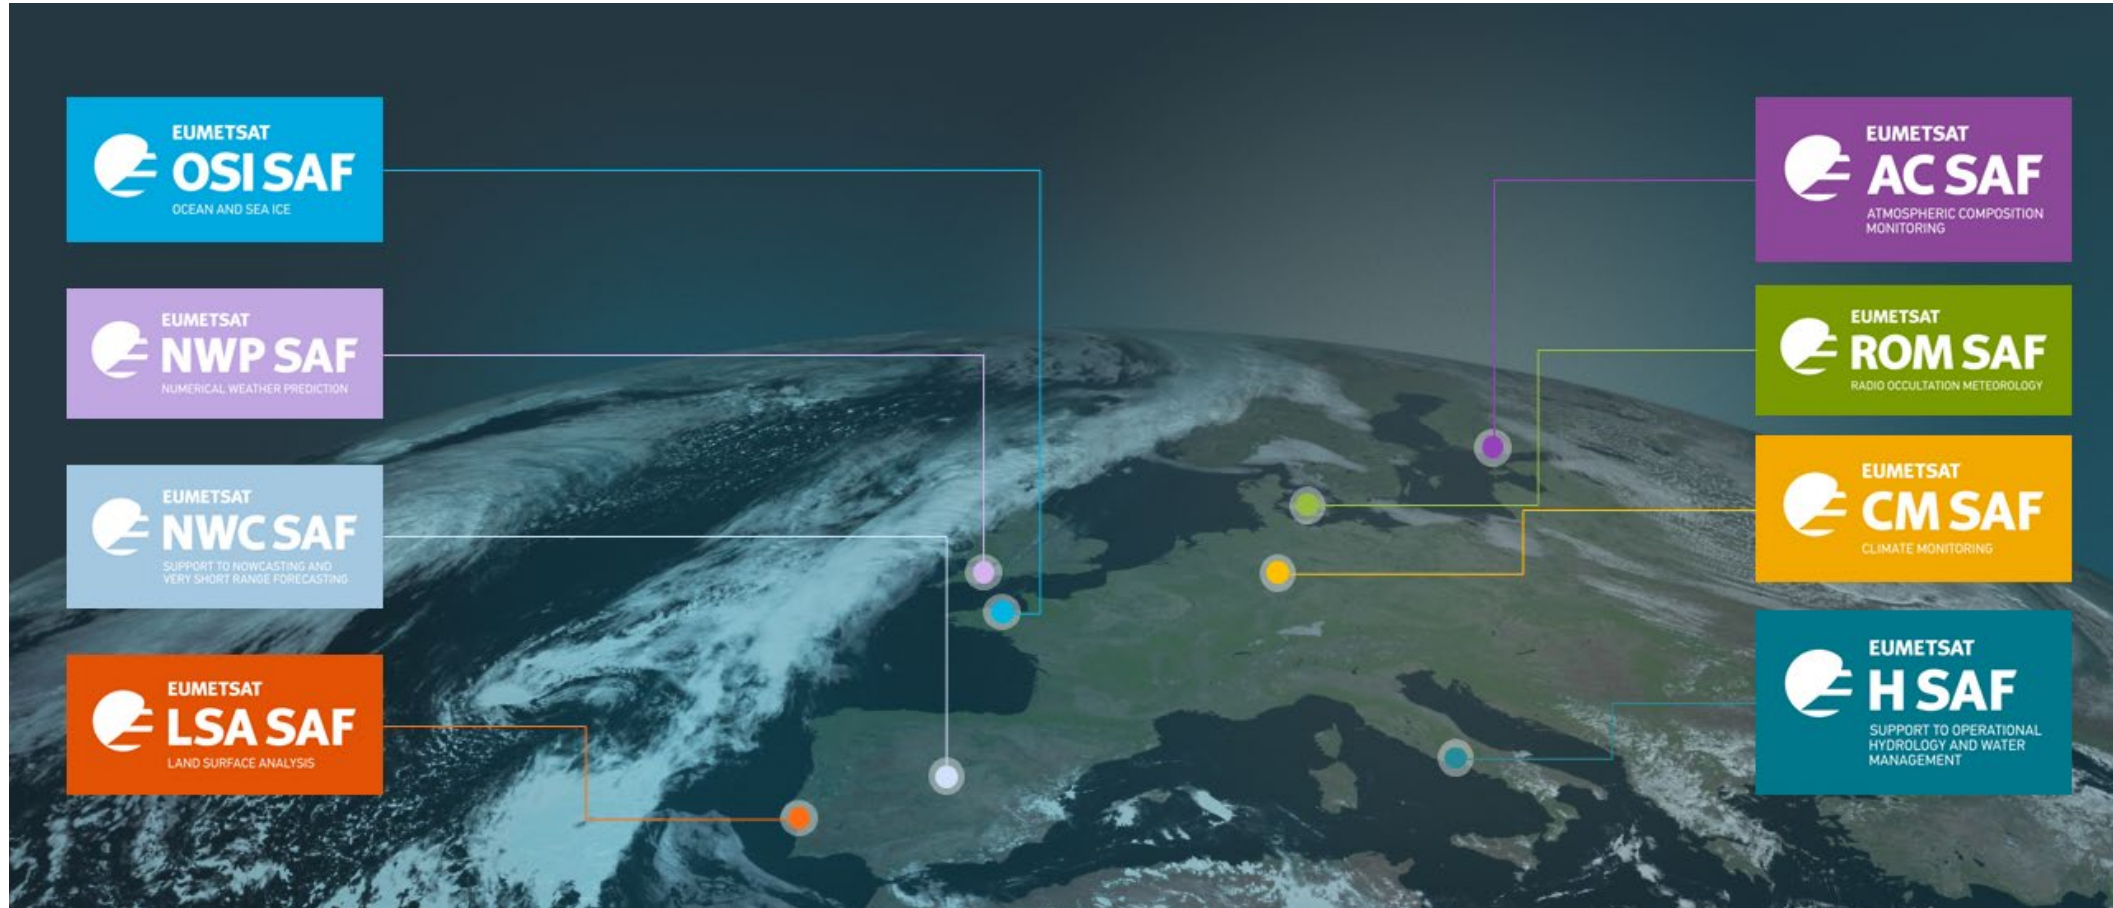 EUMETSAT
OSI SAF
OCEAN AND SEA ICE
EUMETSAT
NWP SAF
NUMERICAL WEATHER PREDICTION
EUMETSAT
NWC SAF
SUPPORT TO NOWCASTING AND
VERY SHORT RANGE FORECASTING
EUMETSAT
LSA SAF
LAND SURFACE ANALYSIS
EUMETSAT
AC SAF
ATMOSPHERIC COMPOSITION
MONITORING
EUMETSAT
ROM SAF
RADIO OCCULTATION METEOROLOGY
EUMETSAT
CM SAF
CLIMATE MONITORING
EUMETSAT
H SAF
SUPPORT TO OPERATIONAL
HYDROLOGY AND WATER
MANAGEMENT